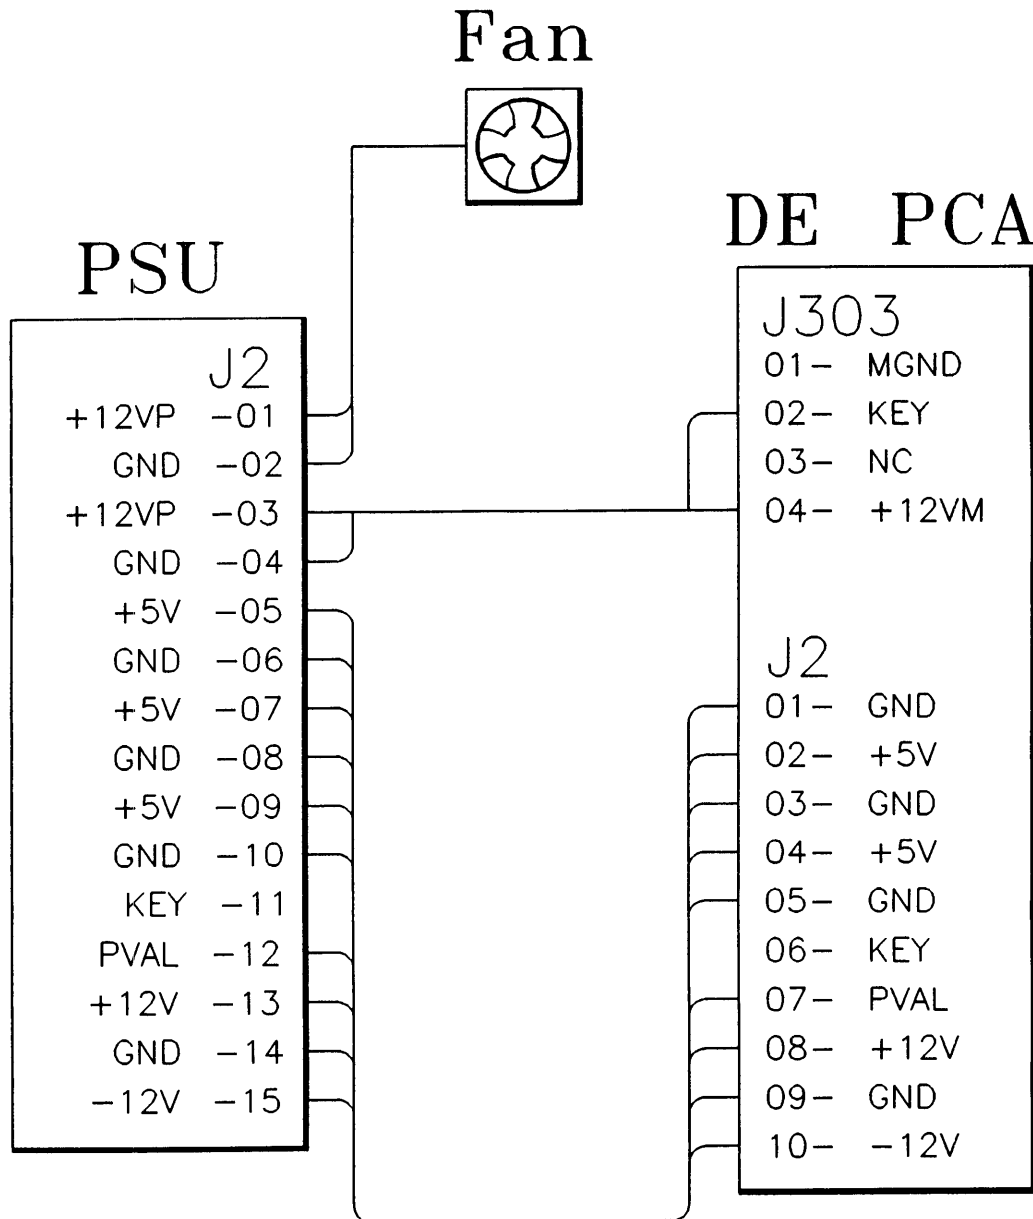 Fan
DE PCA
PSU
J2
+12VP -01
GND -02
+12VP -03
GND -04
+5V -05
GND -06
+5V -07
GND -08
+5V -09
GND -10
KEY -11
PVAL -12
+12V -13
GND -14
-12V -15
J303
01- MGND
02- KEY
03- NC
04- +12VM
J2
01- GND
02- +5V
03- GND
04- +5V
05- GND
06- KEY
07- PVAL
08- +12V
09- GND
10- -12V